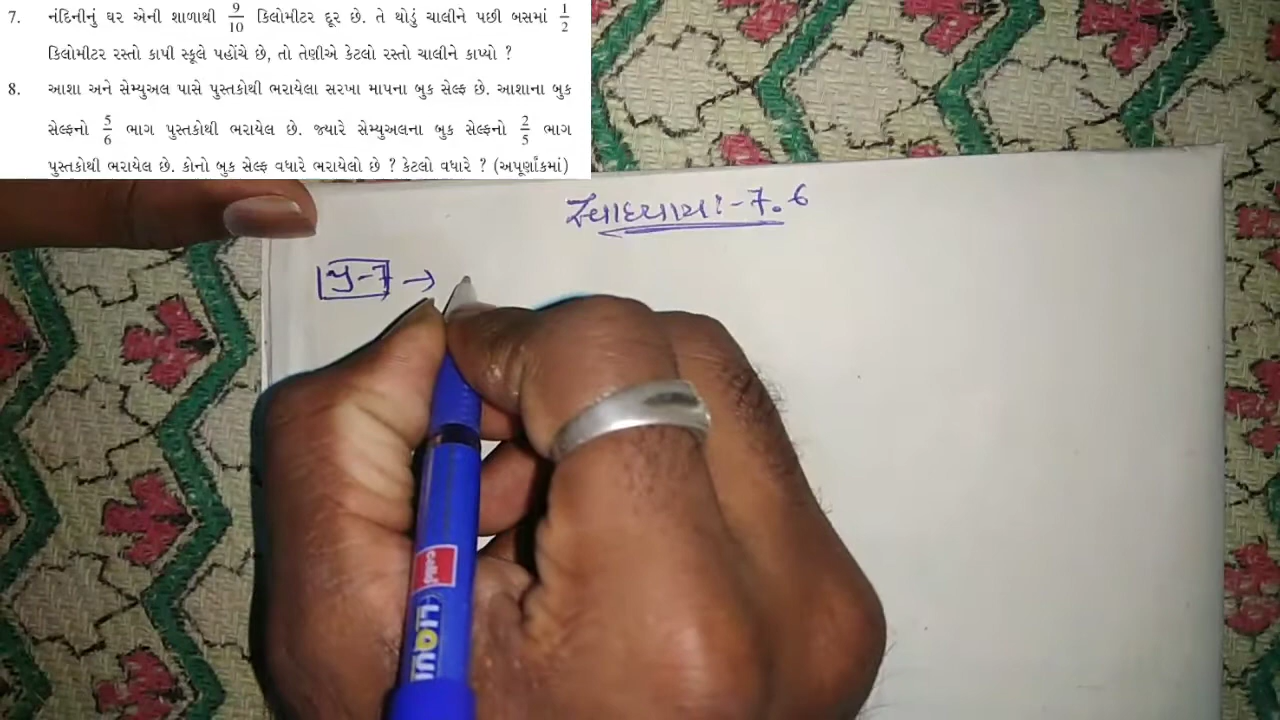 7. નંદિનીનું ઘર એની શાળાથી 9/10 કિલોમીટર દૂર છે. તે થોડું ચાલીને પછી બસમાં 1/2
કિલોમીટર રસ્તો કાપી સ્કૂલે પહોંચે છે, તો તેણીએ કેટલો રસ્તો ચાલીને કાપ્યો ?
8. આશા અને સેમ્યુઅલ પાસે પુસ્તકોથી ભરાયેલા સરખા માપના બુક સેલ્ફ છે. આશાના બુક
સેલ્ફનો 5/6 ભાગ પુસ્તકોથી ભરાયેલ છે. જ્યારે સેમ્યુઅલના બુક સેલ્ફનો 2/5 ભાગ
પુસ્તકોથી ભરાયેલ છે. કોનો બુક સેલ્ફ વધારે ભરાયેલો છે ? કેટલો વધારે ? (અપૂર્ણાંકમાં)
સ્વાધ્યાય:-7.6
પ્ર-7 →
cello
LIQUI